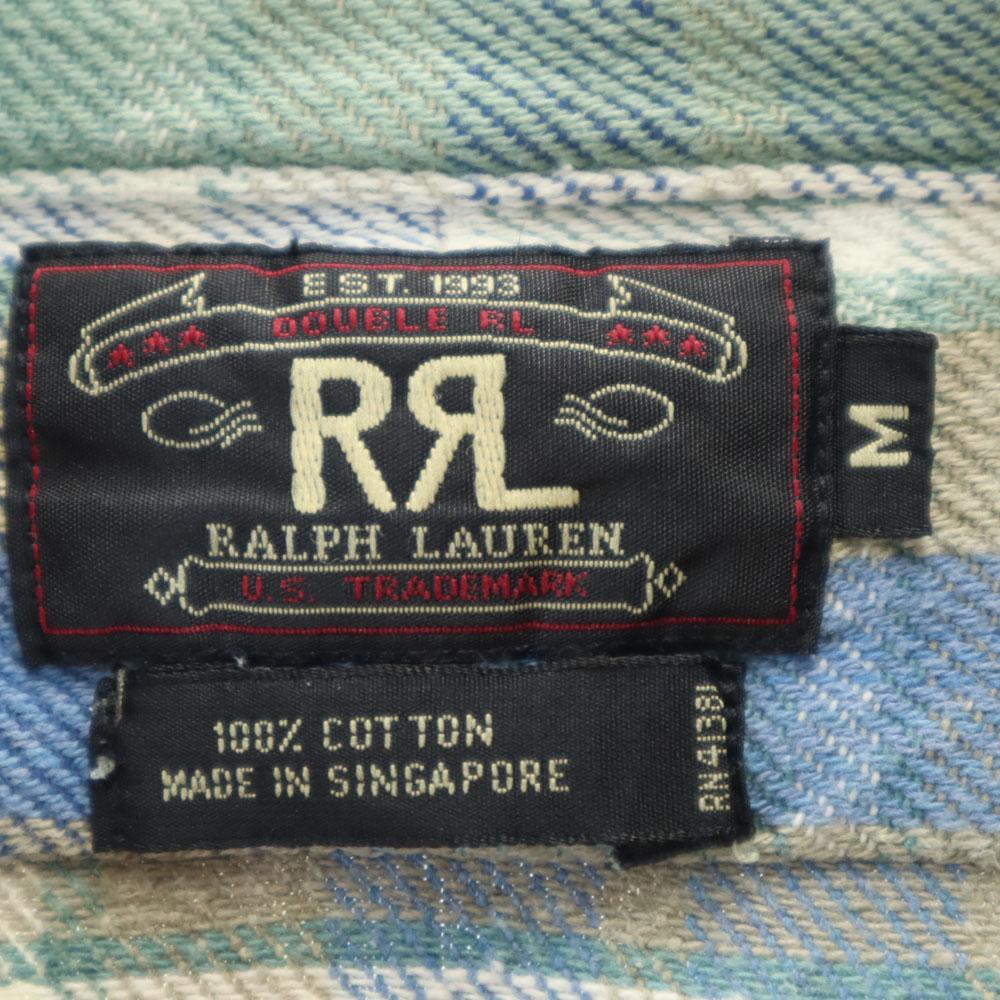 EST. 1993
★★★ DOUBLE RL ★★★
RRL
RALPH LAUREN
U.S. TRADEMARK
M
100% COTTON
MADE IN SINGAPORE
RN41381